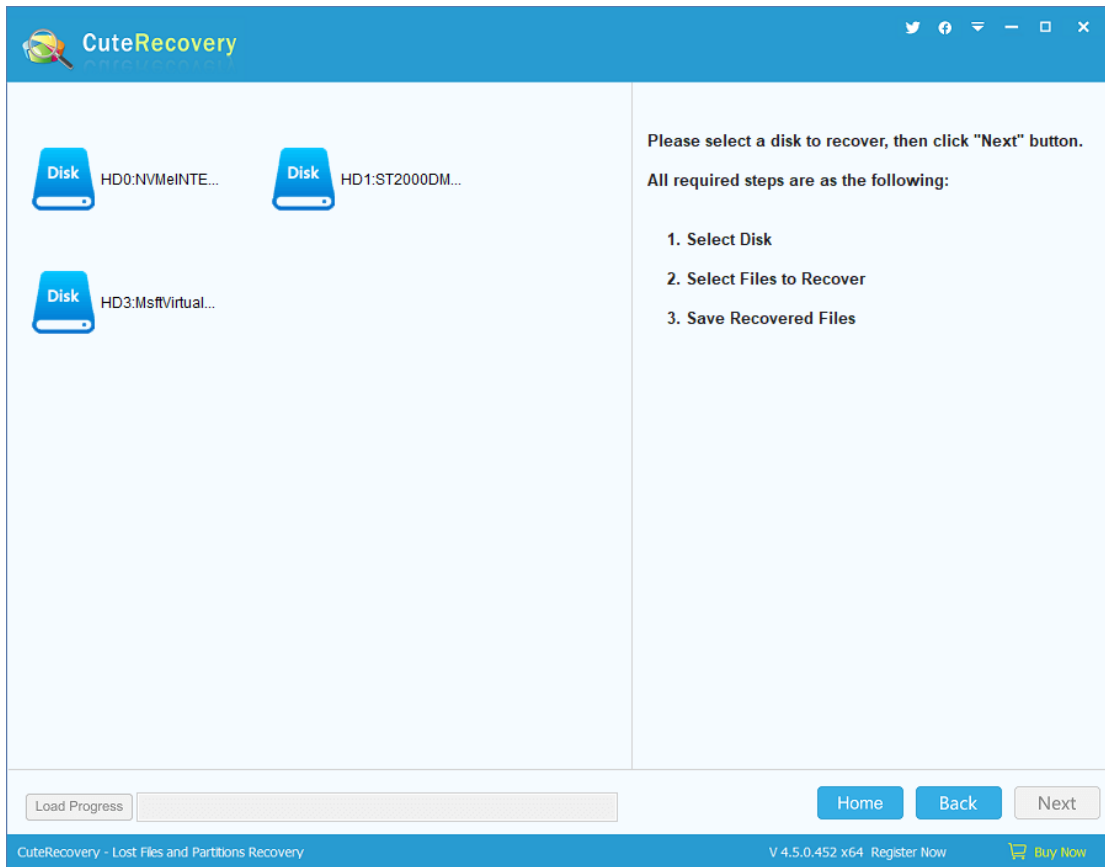 CuteRecovery
Disk
HD0:NVMeINTE...
Disk
HD1:ST2000DM...
Disk
HD3:MsftVirtual...
Please select a disk to recover, then click "Next" button.
All required steps are as the following:
1. Select Disk
2. Select Files to Recover
3. Save Recovered Files
Load Progress
Home
Back
Next
CuteRecovery - Lost Files and Partitions Recovery
V 4.5.0.452 x64 Register Now
Buy Now